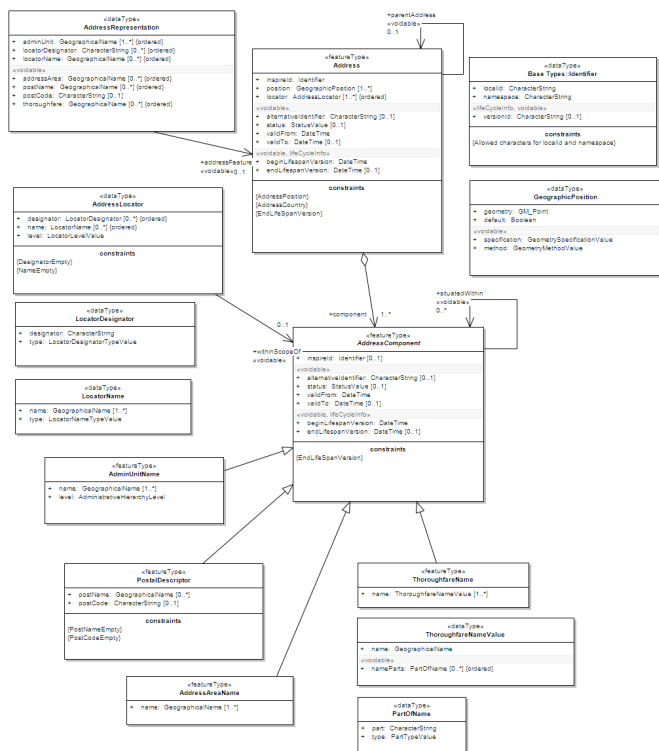 «dataType»
AddressRepresentation
+ adminUnit: GeographicalName [1..*] {ordered}
+ locatorDesignator: CharacterString [0..*] {ordered}
+ locatorName: GeographicalName [0..*] {ordered}
«voidable»
+ addressArea: GeographicalName [0..*] {ordered}
+ postName: GeographicalName [0..*] {ordered}
+ postCode: CharacterString [0..1]
+ thoroughfare: GeographicalName [0..*] {ordered}
+parentAddress
«voidable»
0..1
«featureType»
Address
+ inspireId: Identifier
+ position: GeographicPosition [1..*]
+ locator: AddressLocator [1..*] {ordered}
«voidable»
+ alternativeIdentifier: CharacterString [0..1]
+ status: StatusValue [0..1]
+ validFrom: DateTime
+ validTo: DateTime [0..1]
«voidable, lifeCycleInfo»
+ beginLifespanVersion: DateTime
+ endLifespanVersion: DateTime [0..1]
constraints
{AddressPosition}
{AddressCountry}
{EndLifeSpanVersion}
+addressFeature
«voidable» 0..1
«dataType»
Base Types::Identifier
+ localId: CharacterString
+ namespace: CharacterString
«lifeCycleInfo, voidable»
+ versionId: CharacterString [0..1]
constraints
{Allowed characters for localId and namespace}
«dataType»
AddressLocator
+ designator: LocatorDesignator [0..*] {ordered}
+ name: LocatorName [0..*] {ordered}
+ level: LocatorLevelValue
constraints
{DesignatorEmpty}
{NameEmpty}
«dataType»
GeographicPosition
+ geometry: GM_Point
+ default: Boolean
«voidable»
+ specification: GeometrySpecificationValue
+ method: GeometryMethodValue
+situatedWithin
«voidable»
0..*
+component 1..*
0..1
+withinScopeOf
«voidable»
«dataType»
LocatorDesignator
+ designator: CharacterString
+ type: LocatorDesignatorTypeValue
«featureType»
AddressComponent
+ inspireId: Identifier [0..1]
«voidable»
+ alternativeIdentifier: CharacterString [0..1]
+ status: StatusValue [0..1]
+ validFrom: DateTime
+ validTo: DateTime [0..1]
«voidable, lifeCycleInfo»
+ beginLifespanVersion: DateTime
+ endLifespanVersion: DateTime [0..1]
constraints
{EndLifeSpanVersion}
«dataType»
LocatorName
+ name: GeographicalName [1..*]
+ type: LocatorNameTypeValue
«featureType»
AdminUnitName
+ name: GeographicalName [1..*]
+ level: AdministrativeHierarchyLevel
«featureType»
PostalDescriptor
+ postName: GeographicalName [0..*]
+ postCode: CharacterString [0..1]
constraints
{PostNameEmpty}
{PostCodeEmpty}
«featureType»
ThoroughfareName
+ name: ThoroughfareNameValue [1..*]
«dataType»
ThoroughfareNameValue
+ name: GeographicalName
«voidable»
+ nameParts: PartOfName [0..*] {ordered}
«featureType»
AddressAreaName
+ name: GeographicalName [1..*]
«dataType»
PartOfName
+ part: CharacterString
+ type: PartTypeValue